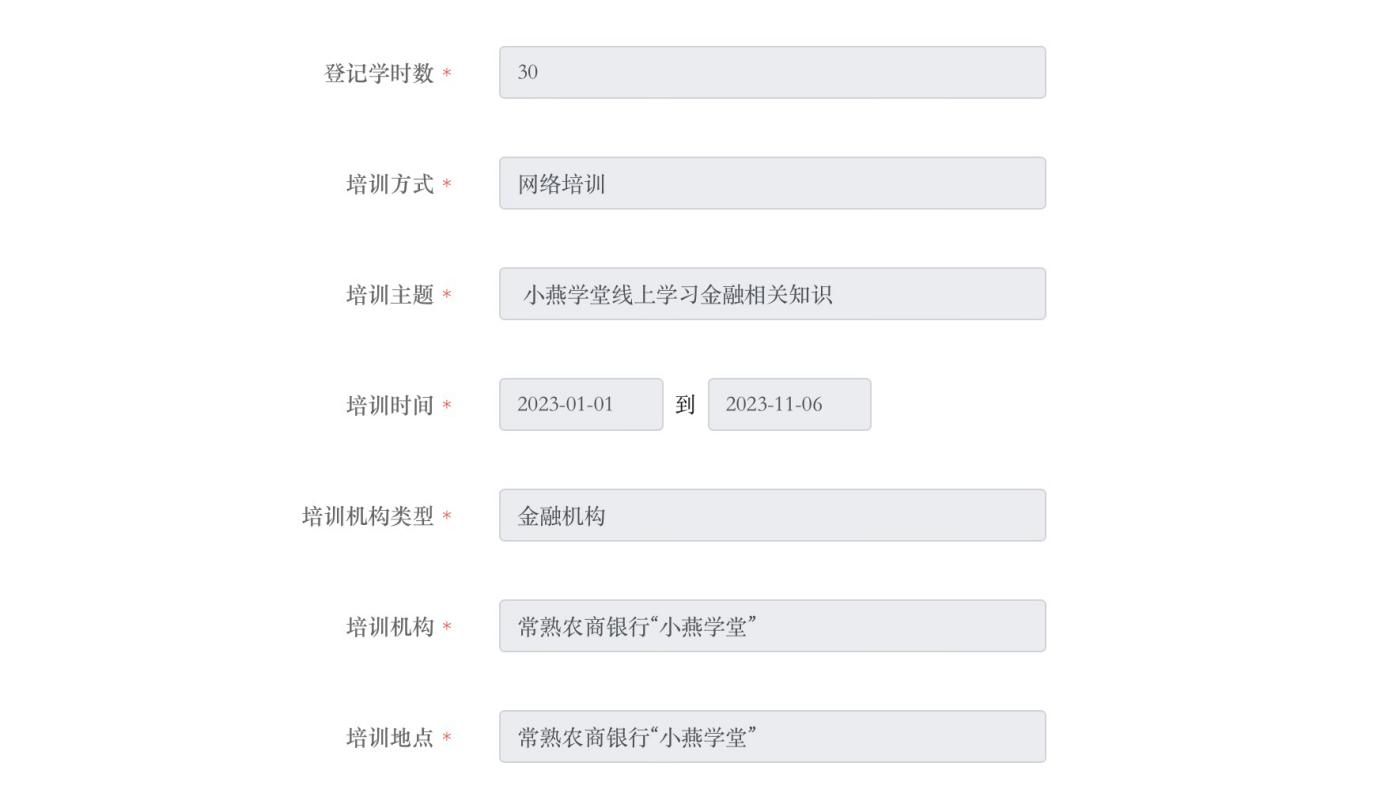 登记学时数 * 30
培训方式 * 网络培训
培训主题 * 小燕学堂线上学习金融相关知识
培训时间 * 2023-01-01 到 2023-11-06
培训机构类型 * 金融机构
培训机构 * 常熟农商银行“小燕学堂”
培训地点 * 常熟农商银行“小燕学堂”